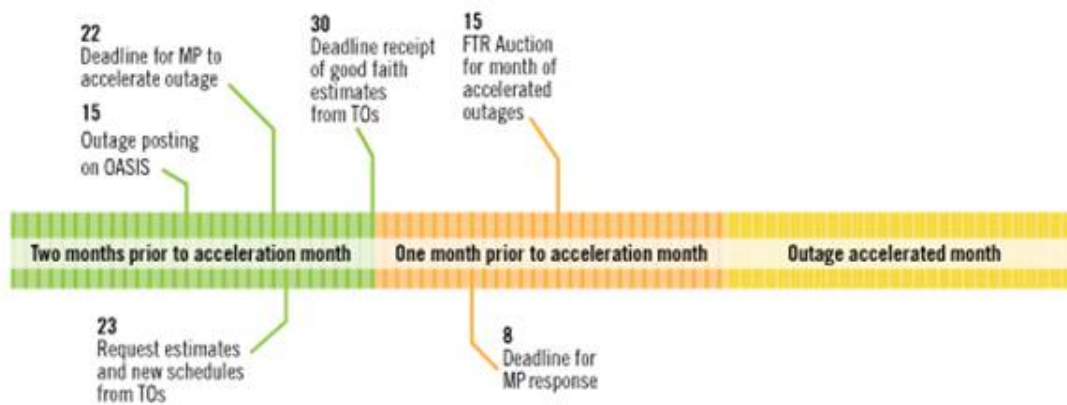 22
Deadline for MP to
accelerate outage
15
Outage posting
on OASIS
30
Deadline receipt
of good faith
estimates
from TOs
15
FTR Auction
for month of
accelerated
outages
Two months prior to acceleration month
One month prior to acceleration month
Outage accelerated month
23
Request estimates
and new schedules
from TOs
8
Deadline for
MP response